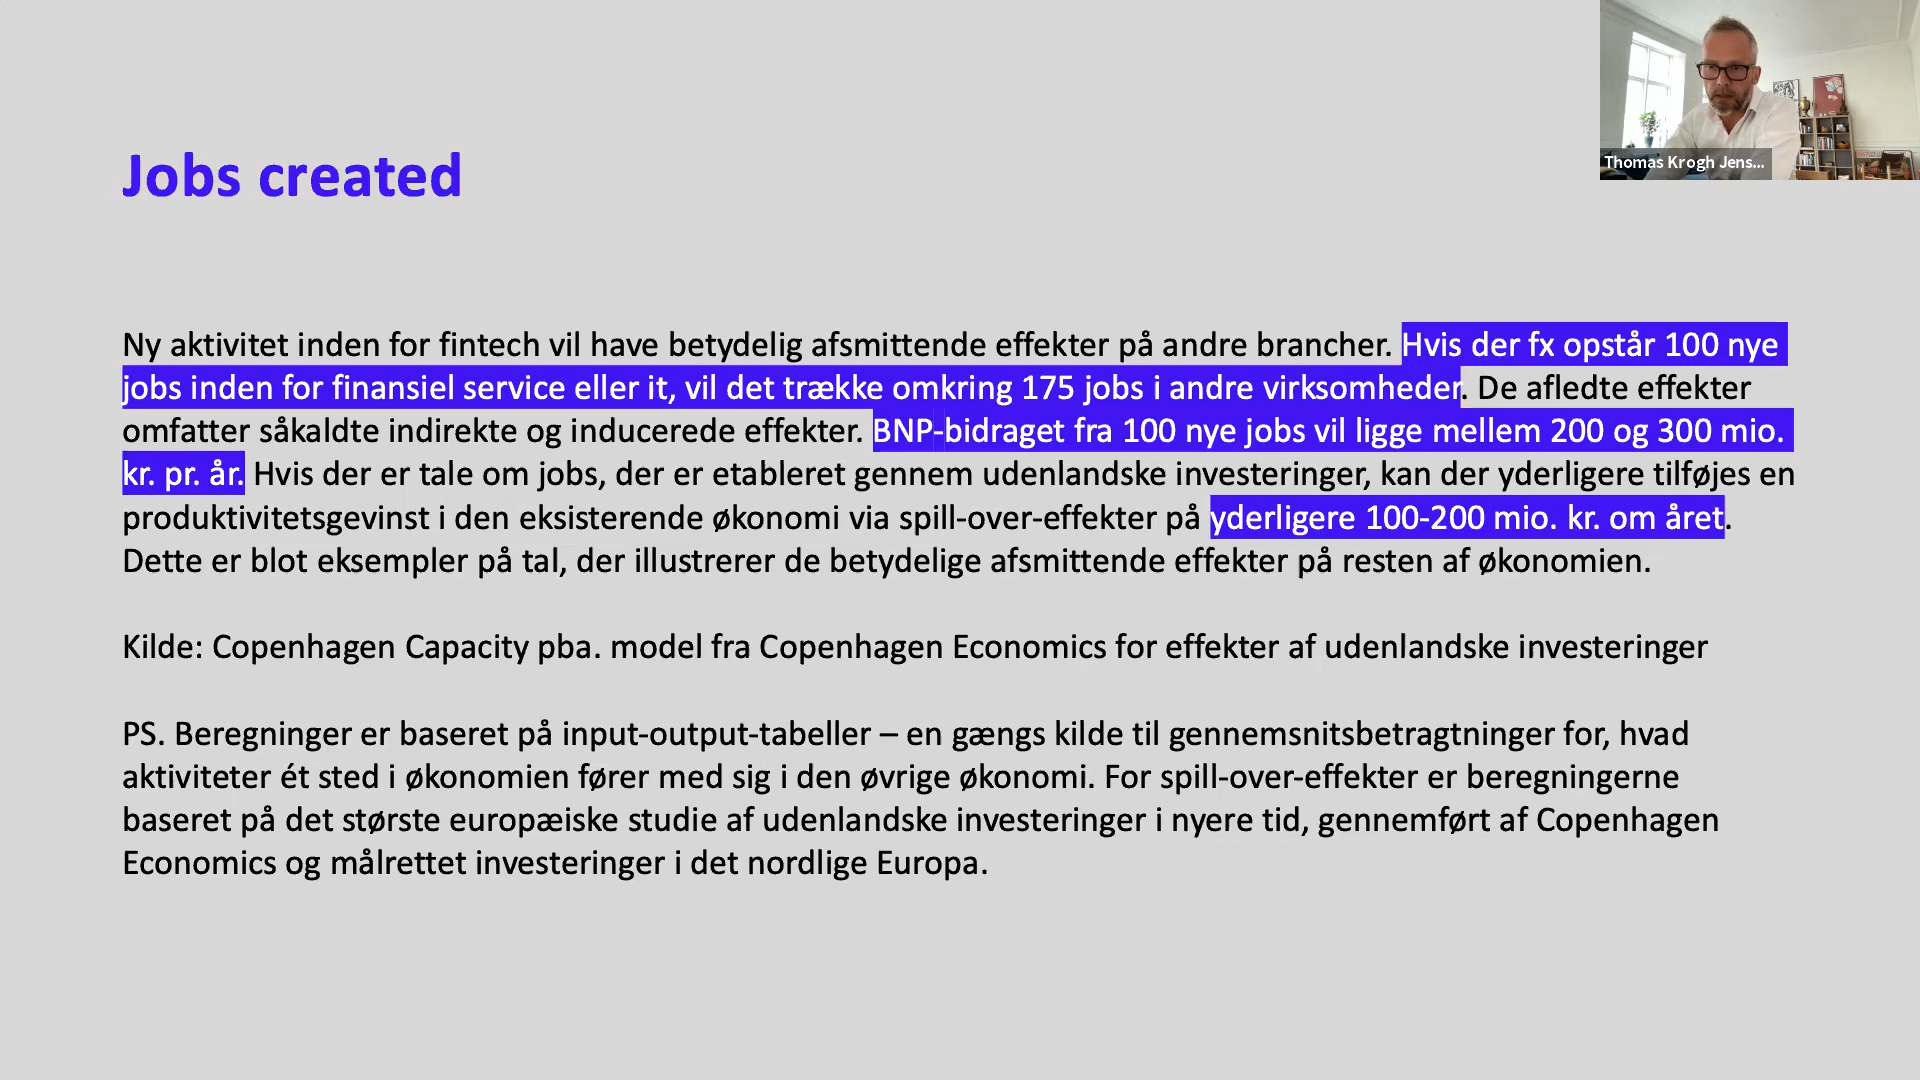 Jobs created
Thomas Krogh Jens...
Ny aktivitet inden for fintech vil have betydelig afsmittende effekter på andre brancher. Hvis der fx opstår 100 nye
jobs inden for finansiel service eller it, vil det trække omkring 175 jobs i andre virksomheder. De afledte effekter
omfatter såkaldte indirekte og inducerede effekter. BNP-bidraget fra 100 nye jobs vil ligge mellem 200 og 300 mio.
kr. pr. år. Hvis der er tale om jobs, der er etableret gennem udenlandske investeringer, kan der yderligere tilføjes en
produktivitetsgevinst i den eksisterende økonomi via spill-over-effekter på yderligere 100-200 mio. kr. om året.
Dette er blot eksempler på tal, der illustrerer de betydelige afsmittende effekter på resten af økonomien.
Kilde: Copenhagen Capacity pba. model fra Copenhagen Economics for effekter af udenlandske investeringer
PS. Beregninger er baseret på input-output-tabeller – en gængs kilde til gennemsnitsbetragtninger for, hvad
aktiviteter ét sted i økonomien fører med sig i den øvrige økonomi. For spill-over-effekter er beregningerne
baseret på det største europæiske studie af udenlandske investeringer i nyere tid, gennemført af Copenhagen
Economics og målrettet investeringer i det nordlige Europa.